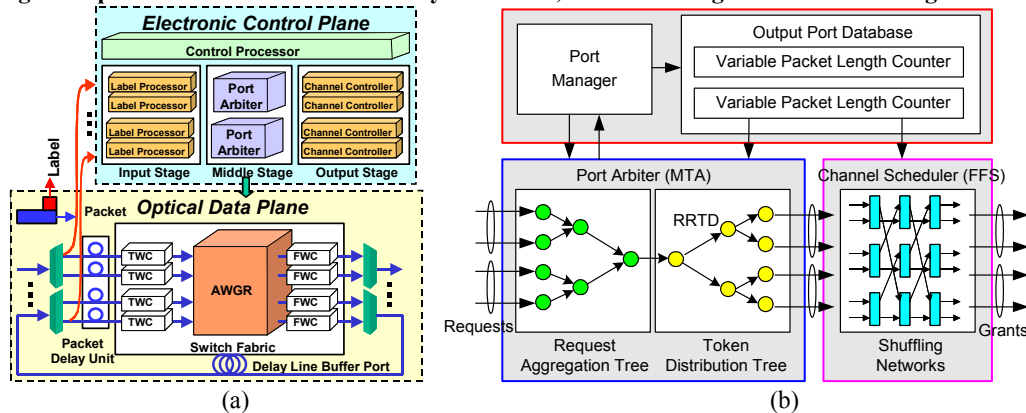 Electronic Control Plane
Control Processor
Label Processor
Label Processor
Label Processor
Label Processor
Port
Arbiter
Port
Arbiter
Channel Controller
Channel Controller
Channel Controller
Channel Controller
Input Stage
Middle Stage
Output Stage
Label
Packet
Optical Data Plane
TWC
TWC
TWC
TWC
AWGR
FWC
FWC
FWC
FWC
Switch Fabric
Packet
Delay Unit
Delay Line Buffer Port
(a)
Port
Manager
Output Port Database
Variable Packet Length Counter
Variable Packet Length Counter
Port Arbiter (MTA)
Channel Scheduler (FFS)
RRTD
Requests
Grants
Request
Aggregation Tree
Token
Distribution Tree
Shuffling
Networks
(b)